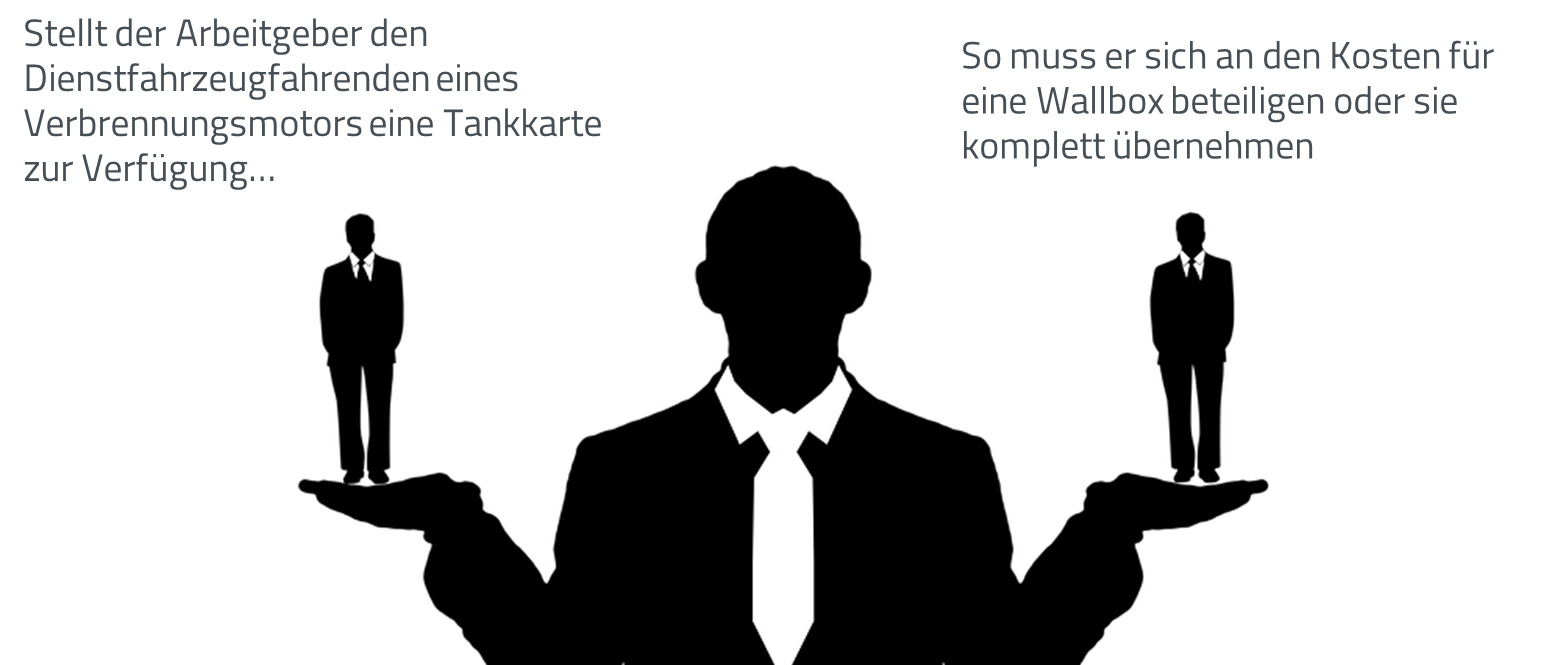 Stellt der Arbeitgeber den
Dienstfahrzeugfahrenden eines
Verbrennungsmotors eine Tankkarte
zur Verfügung...
So muss er sich an den Kosten für
eine Wallbox beteiligen oder sie
komplett übernehmen